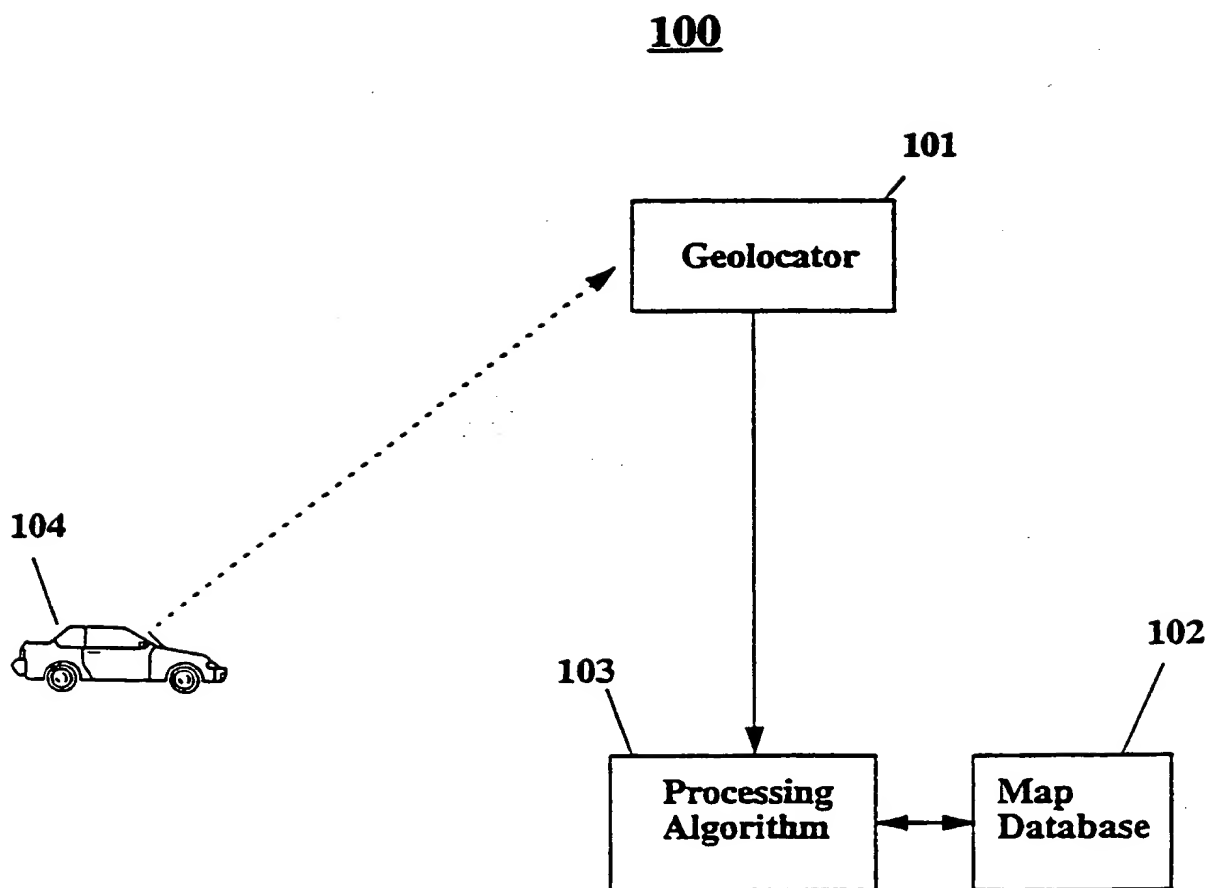 100
101
Geolocator
104
102
103
Processing
Algorithm
Map
Database